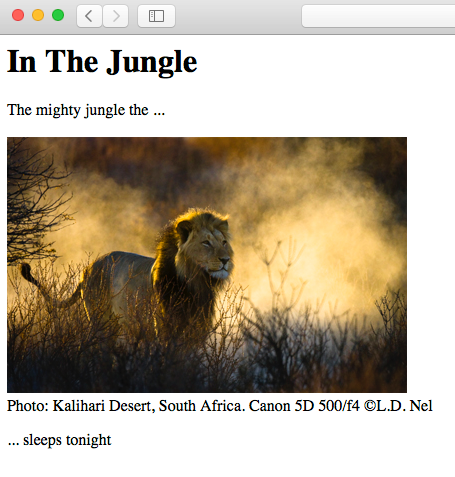 In The Jungle
The mighty jungle the ...
Photo: Kalihari Desert, South Africa. Canon 5D 500/f4 ©L.D. Nel
... sleeps tonight